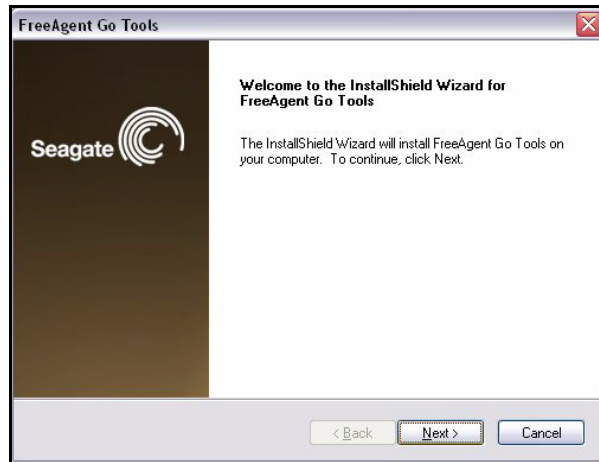 FreeAgent Go Tools
Welcome to the InstallShield Wizard for
FreeAgent Go Tools
Seagate
The InstallShield Wizard will install FreeAgent Go Tools on
your computer. To continue, click Next.
< Back
Next >
Cancel